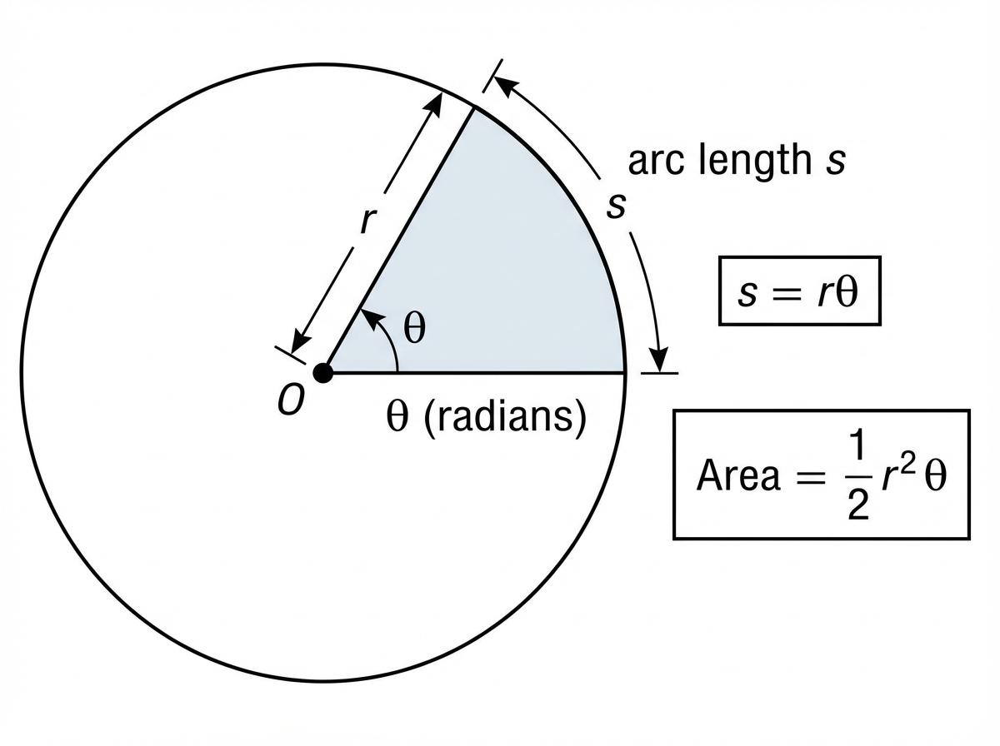 arc length s
s
r
s = rθ
θ
O
θ (radians)
Area = 1/2 r² θ